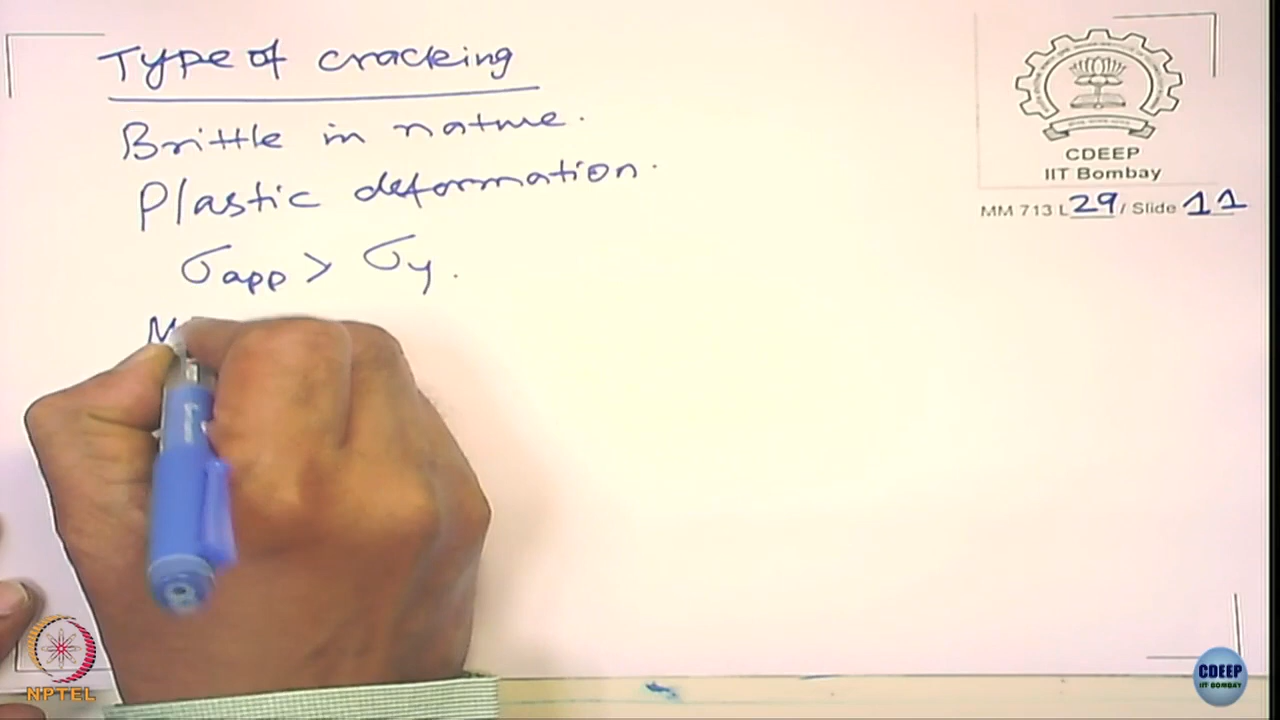 Type of cracking
Brittle in nature.
Plastic deformation.
σapp > σy.
M
CDEEP
IIT Bombay
MM 713 L 29 / Slide 11
NPTEL
CDEEP
IIT BOMBAY